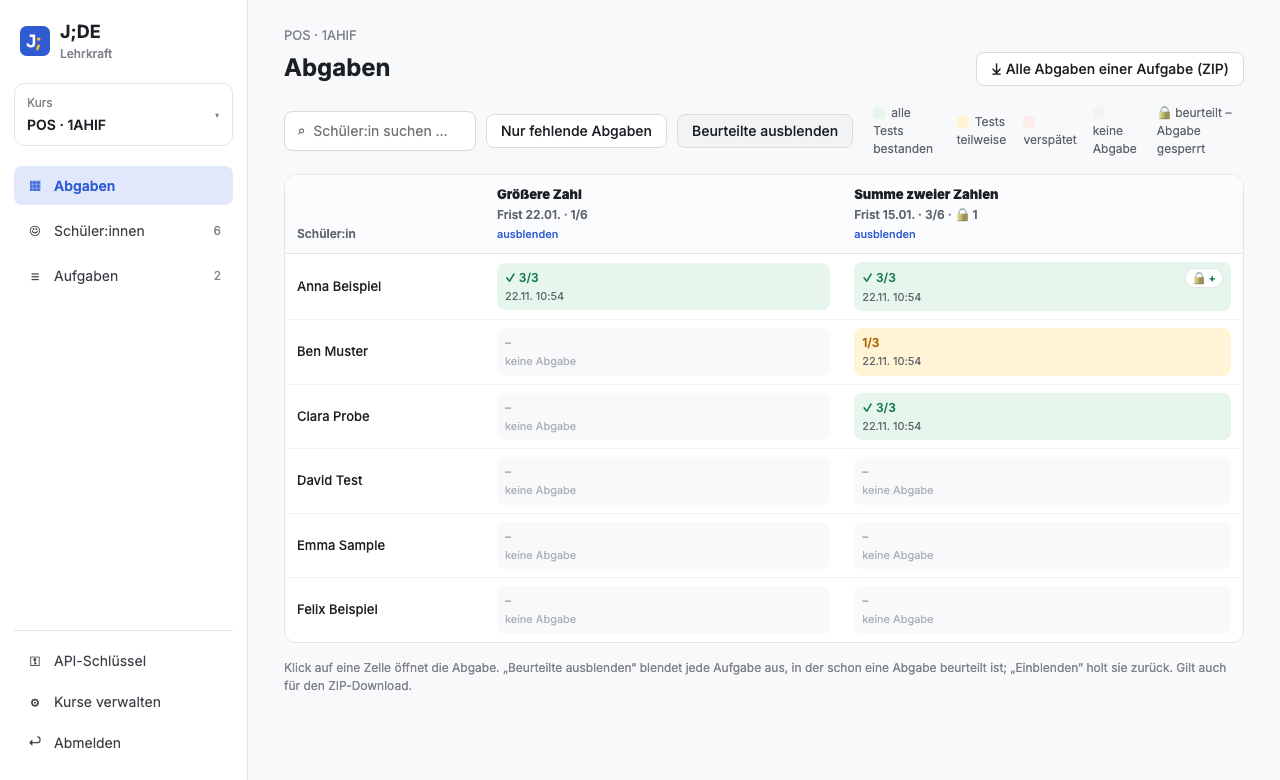 J;
J;DE
Lehrkraft
Kurs
POS · 1AHIF
Abgaben
Schüler:innen 6
Aufgaben 2
API-Schlüssel
Kurse verwalten
Abmelden
POS · 1AHIF
Abgaben
Alle Abgaben einer Aufgabe (ZIP)
Schüler:in suchen ...
Nur fehlende Abgaben
Beurteilte ausblenden
alle
Tests
bestanden
Tests
teilweise
verspätet
keine
Abgabe
🔒 beurteilt –
Abgabe
gesperrt
Schüler:in
Größere Zahl
Frist 22.01. · 1/6
ausblenden
Summe zweier Zahlen
Frist 15.01. · 3/6 · 🔒 1
ausblenden
Anna Beispiel
✓ 3/3
22.11. 10:54
✓ 3/3
22.11. 10:54
🔒 +
Ben Muster
–
keine Abgabe
1/3
22.11. 10:54
Clara Probe
–
keine Abgabe
✓ 3/3
22.11. 10:54
David Test
–
keine Abgabe
–
keine Abgabe
Emma Sample
–
keine Abgabe
–
keine Abgabe
Felix Beispiel
–
keine Abgabe
–
keine Abgabe
Klick auf eine Zelle öffnet die Abgabe. „Beurteilte ausblenden“ blendet jede Aufgabe aus, in der schon eine Abgabe beurteilt ist; „Einblenden“ holt sie zurück. Gilt auch
für den ZIP-Download.